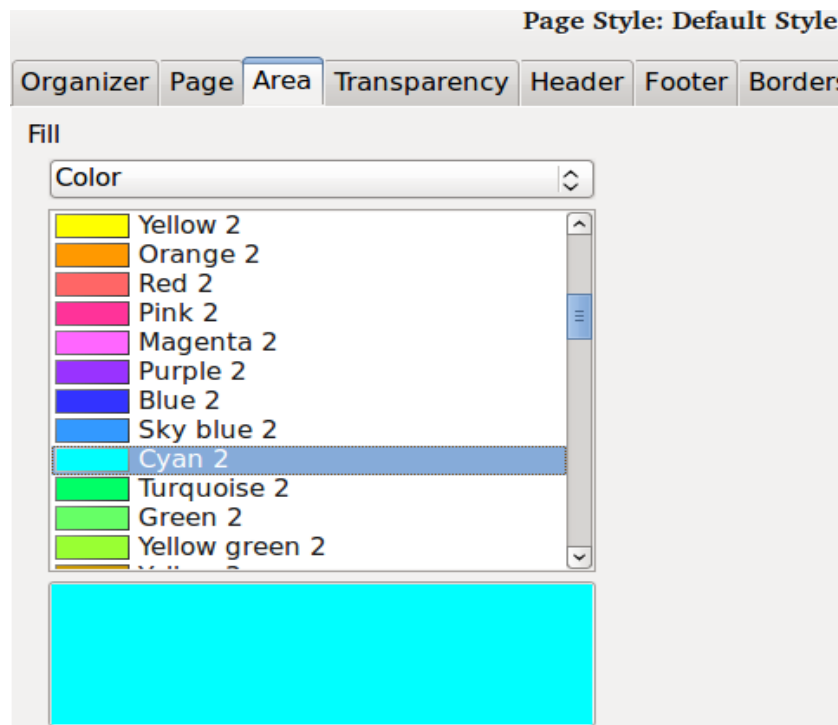 Page Style: Default Style
Organizer Page Area Transparency Header Footer Borders
Fill
Color
Yellow 2
Orange 2
Red 2
Pink 2
Magenta 2
Purple 2
Blue 2
Sky blue 2
Cyan 2
Turquoise 2
Green 2
Yellow green 2